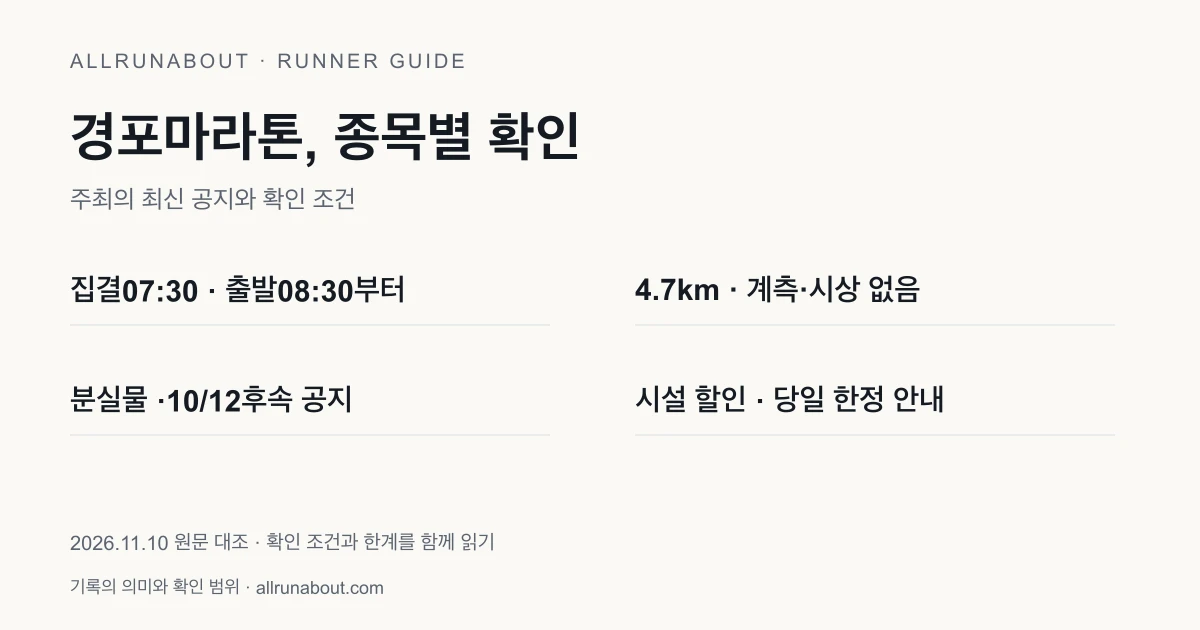 ALLRUNABOUT · RUNNER GUIDE
경포마라톤, 종목별 확인
주최의 최신 공지와 확인 조건
집결07:30 · 출발08:30부터
4.7km · 계측·시상 없음
분실물 ·10/12후속 공지
시설 할인 · 당일 한정 안내
2026.11.10 원문 대조 · 확인 조건과 한계를 함께 읽기
기록의 의미와 확인 범위 · allrunabout.com